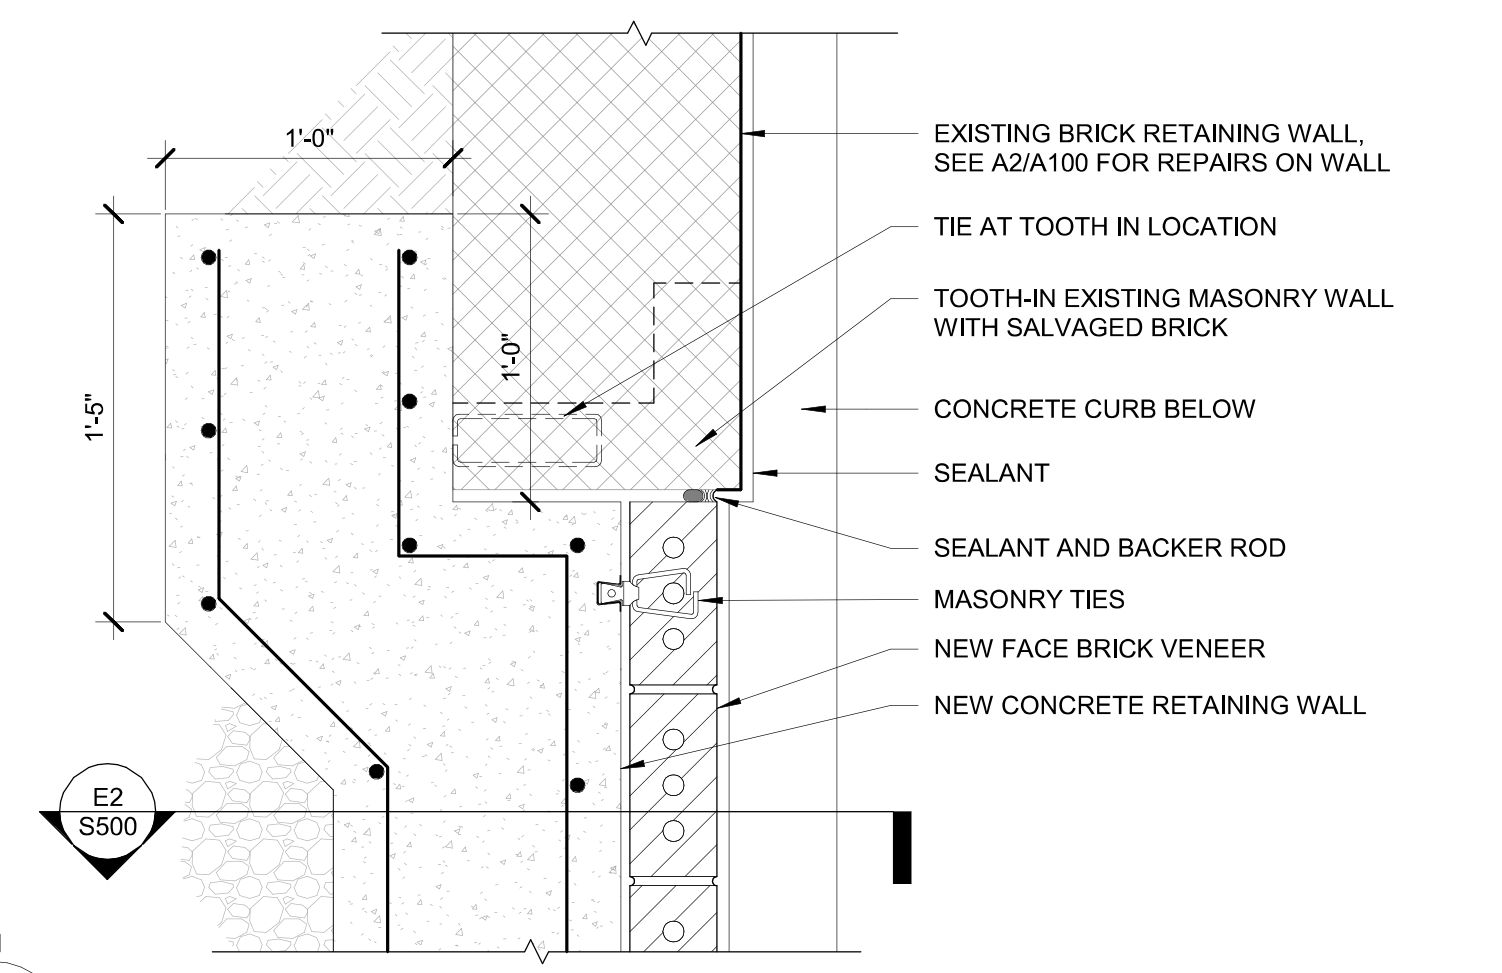 1'-0"
EXISTING BRICK RETAINING WALL,
SEE A2/A100 FOR REPAIRS ON WALL
TIE AT TOOTH IN LOCATION
TOOTH-IN EXISTING MASONRY WALL
WITH SALVAGED BRICK
1'-0"
1'-5"
CONCRETE CURB BELOW
SEALANT
SEALANT AND BACKER ROD
MASONRY TIES
NEW FACE BRICK VENEER
NEW CONCRETE RETAINING WALL
E2
S500